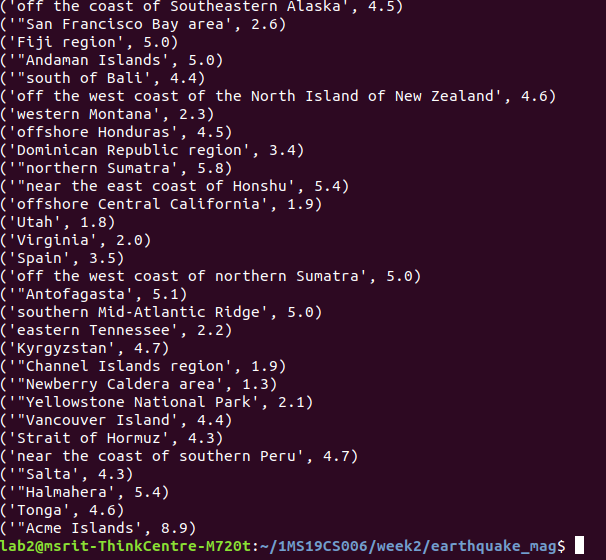 ('off the coast of Southeastern Alaska', 4.5)
('"San Francisco Bay area', 2.6)
('Fiji region', 5.0)
('"Andaman Islands', 5.0)
('"south of Bali', 4.4)
('off the west coast of the North Island of New Zealand', 4.6)
('western Montana', 2.3)
('offshore Honduras', 4.5)
('Dominican Republic region', 3.4)
('"northern Sumatra', 5.8)
('"near the east coast of Honshu', 5.4)
('offshore Central California', 1.9)
('Utah', 1.8)
('Virginia', 2.0)
('Spain', 3.5)
('off the west coast of northern Sumatra', 5.0)
('"Antofagasta', 5.1)
('southern Mid-Atlantic Ridge', 5.0)
('eastern Tennessee', 2.2)
('Kyrgyzstan', 4.7)
('"Channel Islands region', 1.9)
('"Newberry Caldera area', 1.3)
('"Yellowstone National Park', 2.1)
('"Vancouver Island', 4.4)
('Strait of Hormuz', 4.3)
('near the coast of southern Peru', 4.7)
('"Salta', 4.3)
('"Halmahera', 5.4)
('Tonga', 4.6)
('"Acme Islands', 8.9)
lab2@msrit-ThinkCentre-M720t:~/1MS19CS006/week2/earthquake_mag$